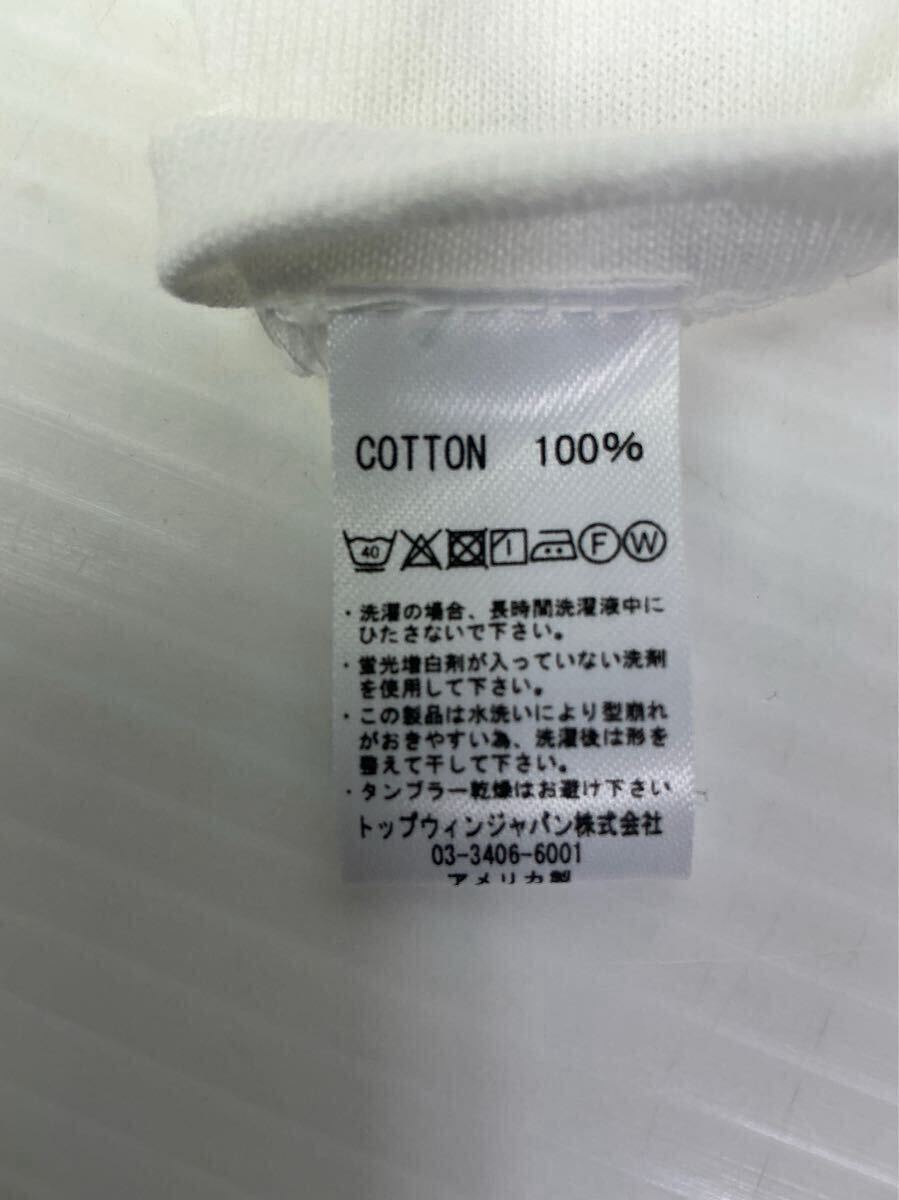 COTTON 100%
40 F W
・洗濯の場合、長時間洗濯液中に
ひたさないで下さい。
・蛍光増白剤が入っていない洗剤
を使用して下さい。
・この製品は水洗いにより型崩れ
がおきやすい為、洗濯後は形を
整えて干して下さい。
・タンブラー乾燥はお避け下さい
トップウィンジャパン株式会社
03-3406-6001
アメリカ製